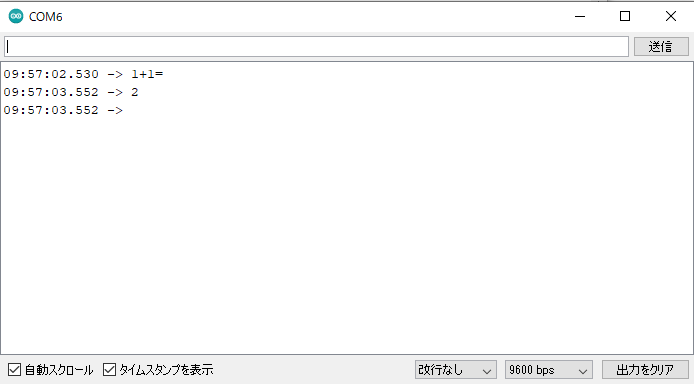 COM6
送信
09:57:02.530 -> 1+1=
09:57:03.552 -> 2
09:57:03.552 ->
自動スクロール タイムスタンプを表示 改行なし 9600 bps 出力をクリア